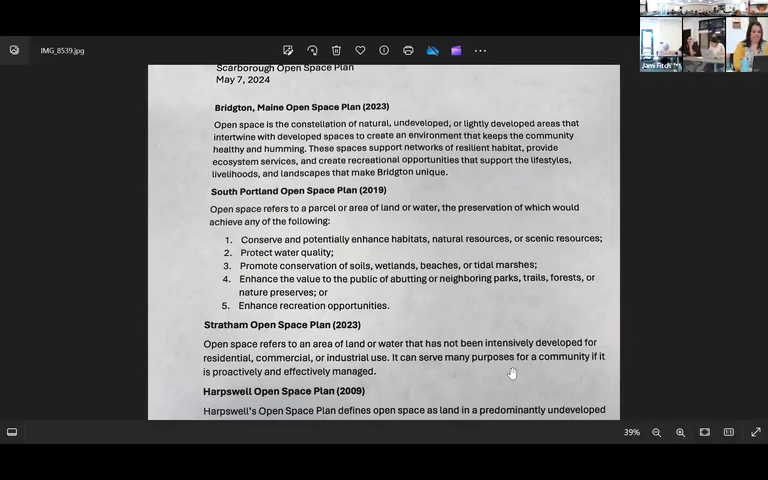 IMG_8539.jpg
Jami Fitch
Scarborough Open Space Plan
May 7, 2024
Bridgton, Maine Open Space Plan (2023)
Open space is the constellation of natural, undeveloped, or lightly developed areas that
intertwine with developed spaces to create an environment that keeps the community
healthy and humming. These spaces support networks of resilient habitat, provide
ecosystem services, and create recreational opportunities that support the lifestyles,
livelihoods, and landscapes that make Bridgton unique.
South Portland Open Space Plan (2019)
Open space refers to a parcel or area of land or water, the preservation of which would
achieve any of the following:
1. Conserve and potentially enhance habitats, natural resources, or scenic resources;
2. Protect water quality;
3. Promote conservation of soils, wetlands, beaches, or tidal marshes;
4. Enhance the value to the public of abutting or neighboring parks, trails, forests, or
nature preserves; or
5. Enhance recreation opportunities.
Stratham Open Space Plan (2023)
Open space refers to an area of land or water that has not been intensively developed for
residential, commercial, or industrial use. It can serve many purposes for a community if it
is proactively and effectively managed.
Harpswell Open Space Plan (2009)
Harpswell's Open Space Plan defines open space as land in a predominantly undeveloped
39%